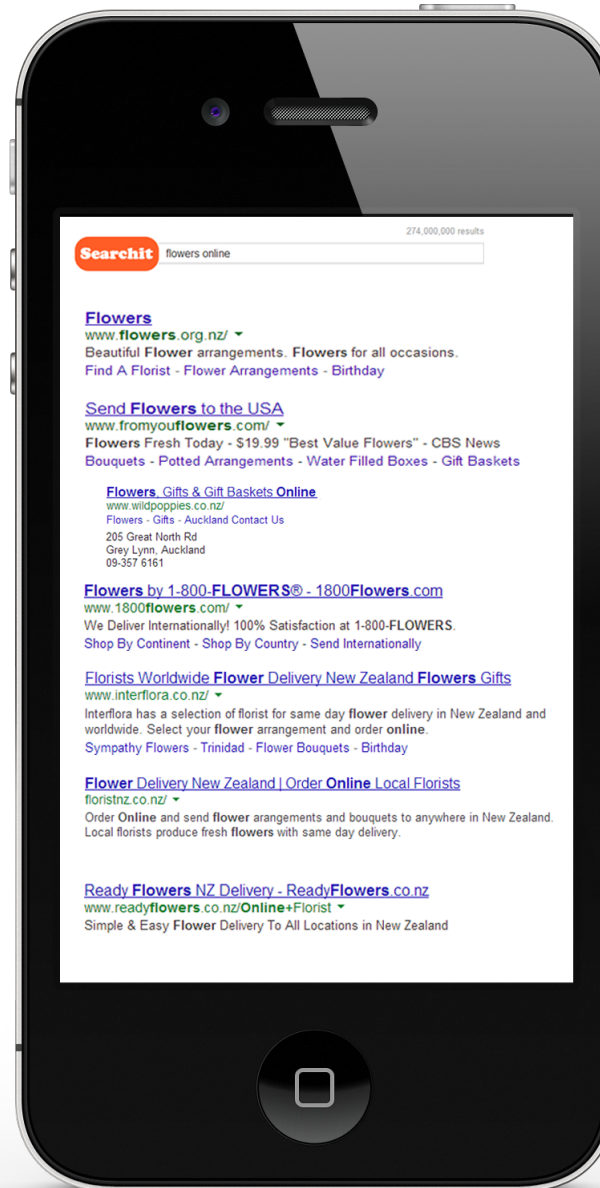 274,000,000 results
Searchit
flowers online
Flowers
www.flowers.org.nz/
Beautiful Flower arrangements. Flowers for all occasions.
Find A Florist - Flower Arrangements - Birthday
Send Flowers to the USA
www.fromyouflowers.com/
Flowers Fresh Today - $19.99 "Best Value Flowers" - CBS News
Bouquets - Potted Arrangements - Water Filled Boxes - Gift Baskets
Flowers, Gifts & Gift Baskets Online
www.wildpoppies.co.nz/
Flowers - Gifts - Auckland Contact Us
205 Great North Rd
Grey Lynn, Auckland
09-357 6161
Flowers by 1-800-FLOWERS® - 1800Flowers.com
www.1800flowers.com/
We Deliver Internationally! 100% Satisfaction at 1-800-FLOWERS.
Shop By Continent - Shop By Country - Send Internationally
Florists Worldwide Flower Delivery New Zealand Flowers Gifts
www.interflora.co.nz/
Interflora has a selection of florist for same day flower delivery in New Zealand and
worldwide. Select your flower arrangement and order online.
Sympathy Flowers - Trinidad - Flower Bouquets - Birthday
Flower Delivery New Zealand | Order Online Local Florists
floristnz.co.nz/
Order Online and send flower arangements and bouquets to anywhere in New Zealand.
Local florists produce fresh flowers with same day delivery.
Ready Flowers NZ Delivery - ReadyFlowers.co.nz
www.readyflowers.co.nz/Online+Florist
Simple & Easy Flower Delivery To All Locations in New Zealand